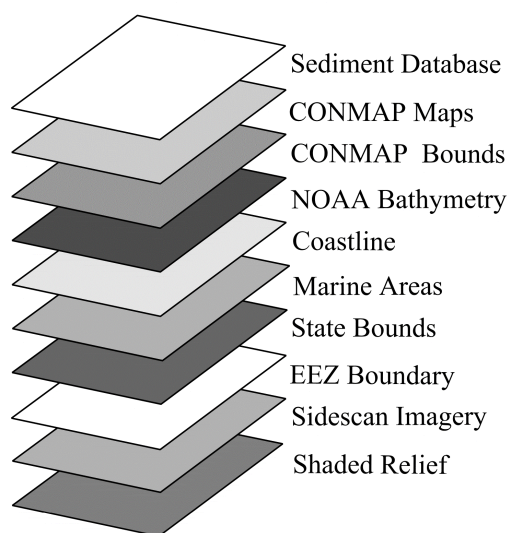 Sediment Database
CONMAP Maps
CONMAP Bounds
NOAA Bathymetry
Coastline
Marine Areas
State Bounds
EEZ Boundary
Sidescan Imagery
Shaded Relief